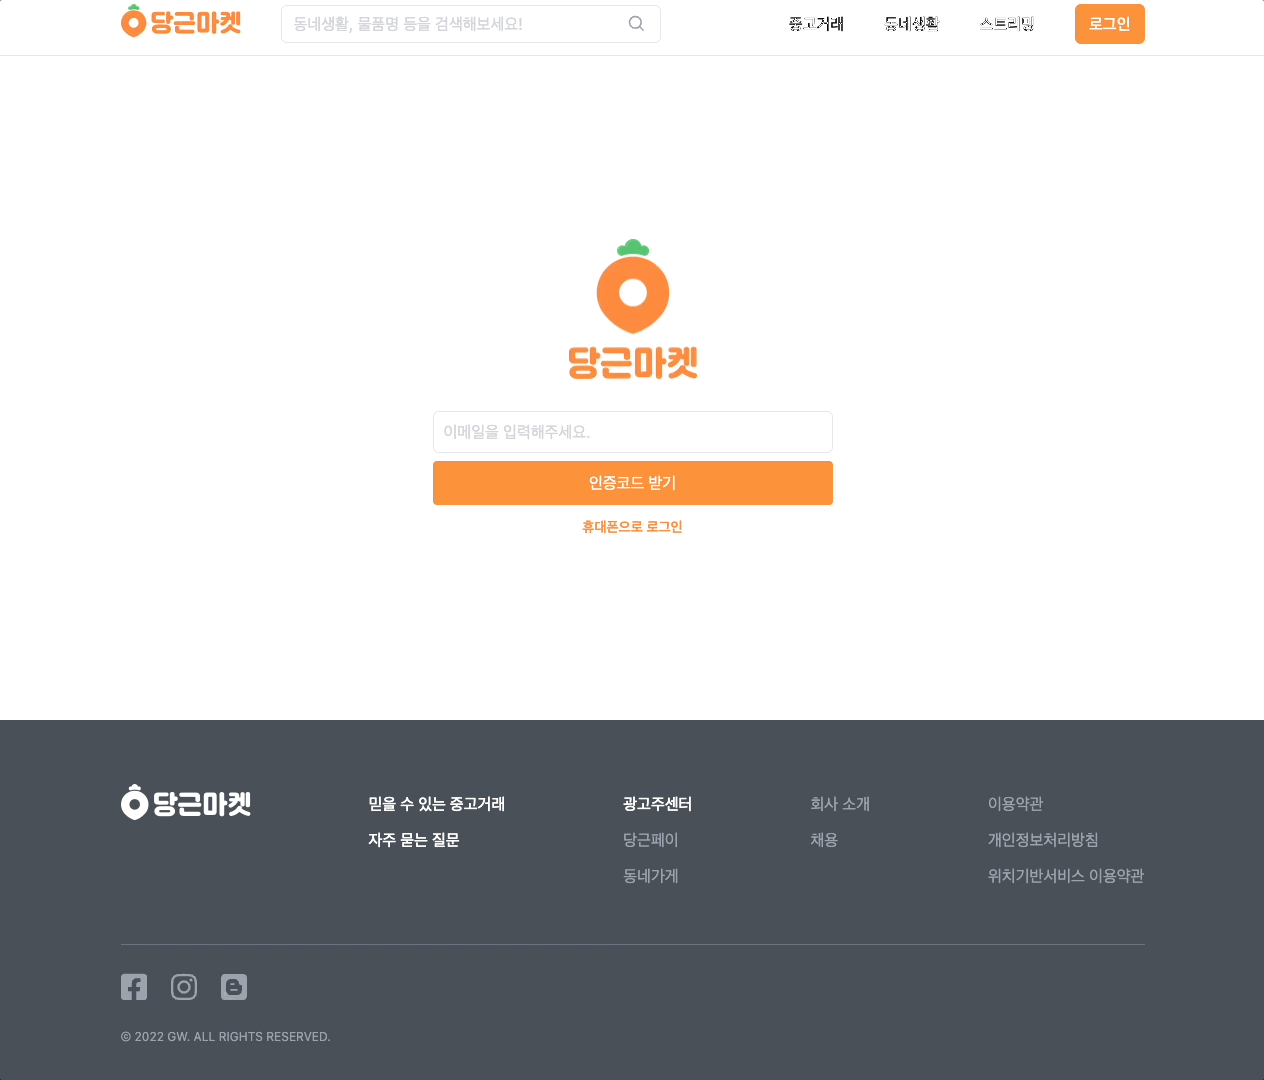 당근마켓
동네생활, 물품명 등을 검색해보세요!
중고거래
동네생활
스트리밍
로그인
당근마켓
이메일을 입력해주세요.
인증코드 받기
휴대폰으로 로그인
당근마켓
믿을 수 있는 중고거래
자주 묻는 질문
광고주센터
당근페이
동네가게
회사 소개
채용
이용약관
개인정보처리방침
위치기반서비스 이용약관
© 2022 GW. ALL RIGHTS RESERVED.